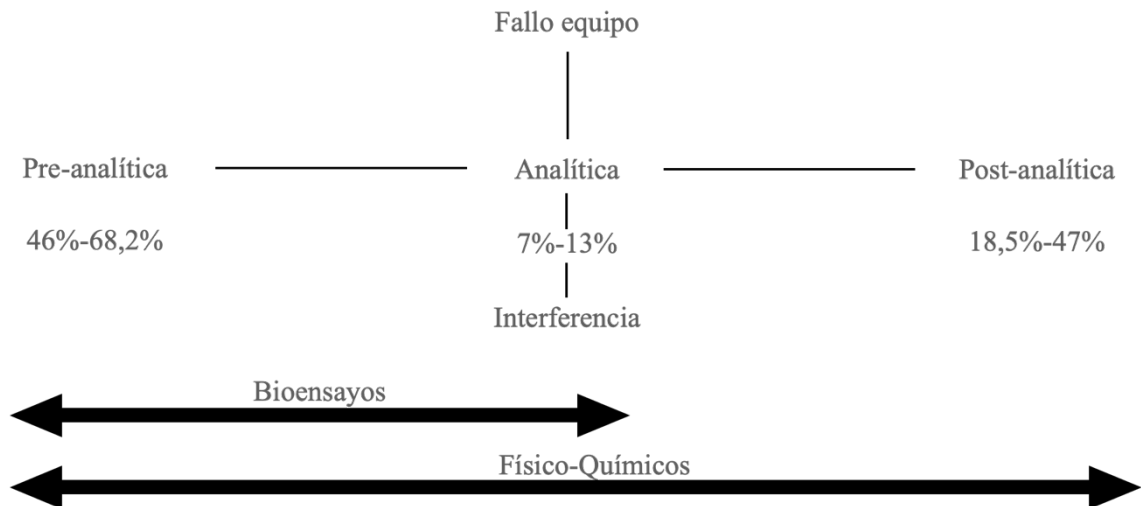 Fallo equipo
Pre-analítica Analítica Post-analítica
46%-68,2% 7%-13% 18,5%-47%
Interferencia
Bioensayos
Físico-Químicos